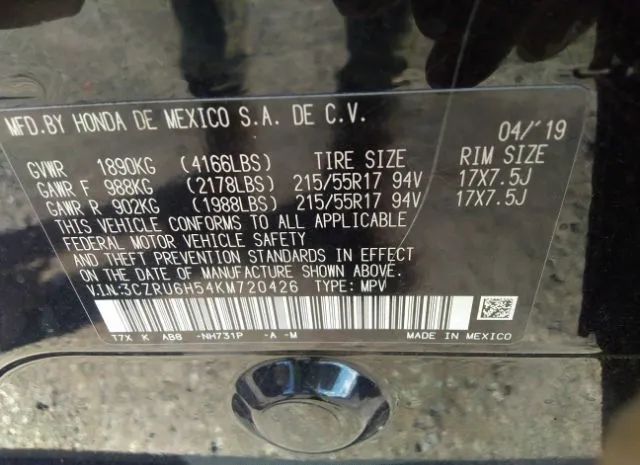 MFD.BY HONDA DE MEXICO S.A. DE C.V. 04/'19
GVWR 1890KG (4166LBS) TIRE SIZE RIM SIZE
GAWR F 988KG (2178LBS) 215/55R17 94V 17X7.5J
GAWR R 902KG (1988LBS) 215/55R17 94V 17X7.5J
THIS VEHICLE CONFORMS TO ALL APPLICABLE
FEDERAL MOTOR VEHICLE SAFETY
AND THEFT PREVENTION STANDARDS IN EFFECT
ON DATE OF MANUFACTURE SHOWN ABOVE.
V.I.N:3CZRU6H54KM720426 TYPE: MPV
T7X K AB8 -NH731P -A -M MADE IN MEXICO